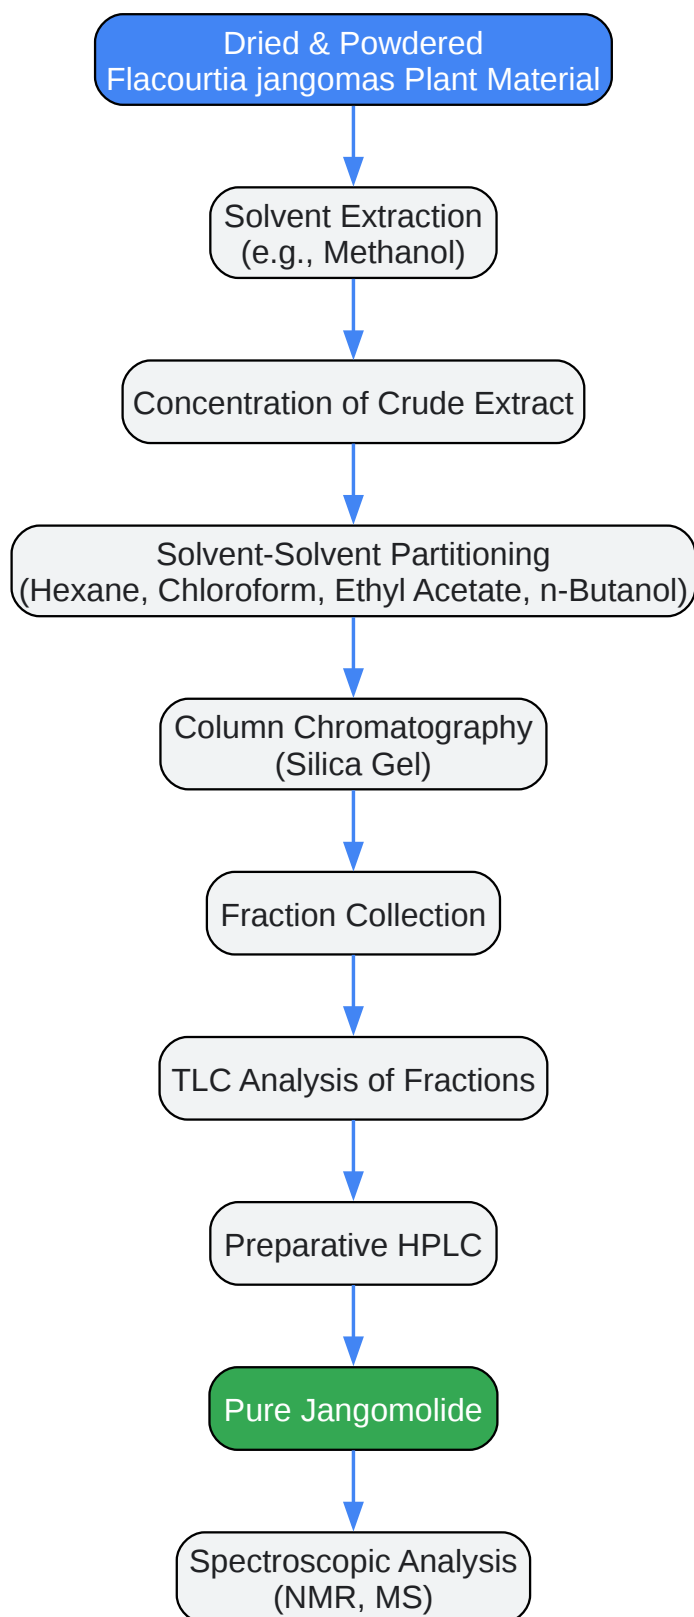 Dried & Powdered
Flacourtia jangomas Plant Material
Solvent Extraction
(e.g., Methanol)
Concentration of Crude Extract
Solvent-Solvent Partitioning
(Hexane, Chloroform, Ethyl Acetate, n-Butanol)
Column Chromatography
(Silica Gel)
Fraction Collection
TLC Analysis of Fractions
Preparative HPLC
Pure Jangomolide
Spectroscopic Analysis
(NMR, MS)